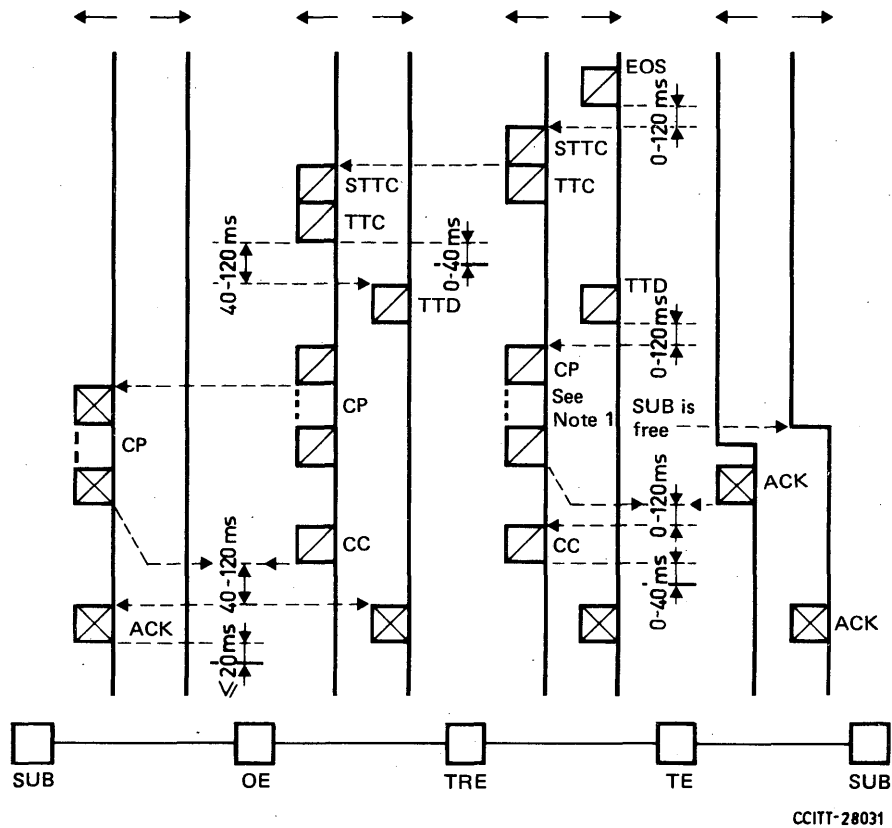 EOS
0-120 ms
STTC
STTC
TTC
TTC
40-120 ms
0-40 ms
TTD
TTD
0-120 ms
CP
CP
See
Note 1
SUB is
free
CP
ACK
0-120 ms
CC
CC
40-120 ms
0-40 ms
ACK
ACK
≤20ms
SUB
OE
TRE
TE
SUB
CCITT-28031